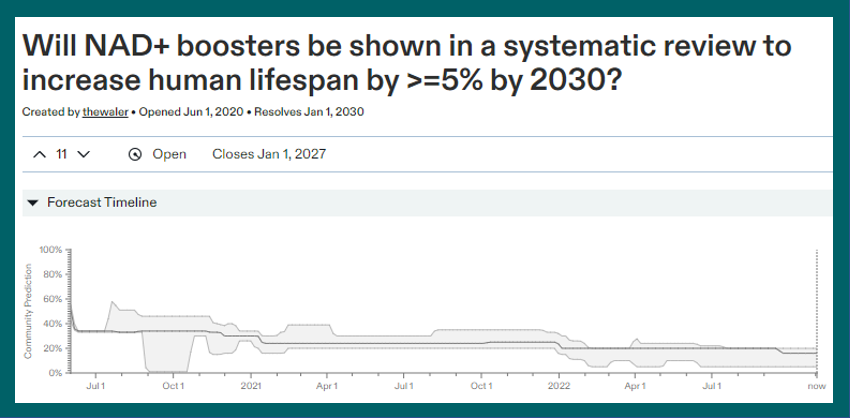 Will NAD+ boosters be shown in a systematic review to
increase human lifespan by >=5% by 2030?
Created by thewaler • Opened Jun 1, 2020 • Resolves Jan 1, 2030
11 Open Closes Jan 1, 2027
Forecast Timeline
Community Prediction
100%
80%
60%
40%
20%
0%
Jul 1 Oct 1 2021 Apr 1 Jul 1 Oct 1 2022 Apr 1 Jul 1 now